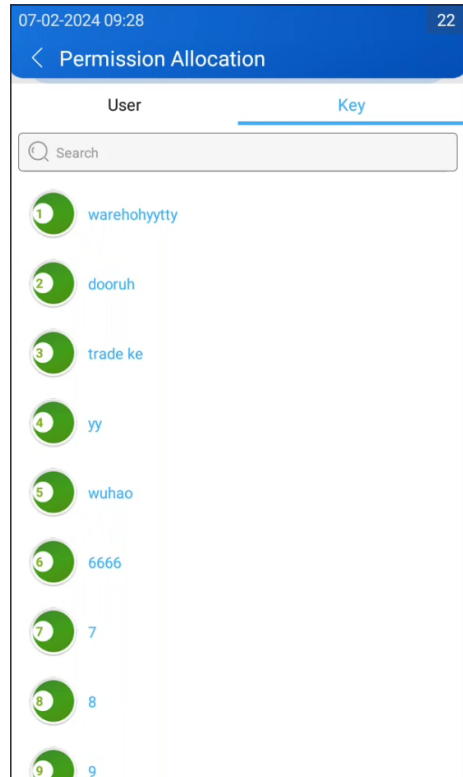 07-02-2024 09:28 22
Permission Allocation
User Key
Search
1 warehohyytty
2 dooruh
3 trade ke
4 yy
5 wuhao
6 6666
7 7
8 8
9 9